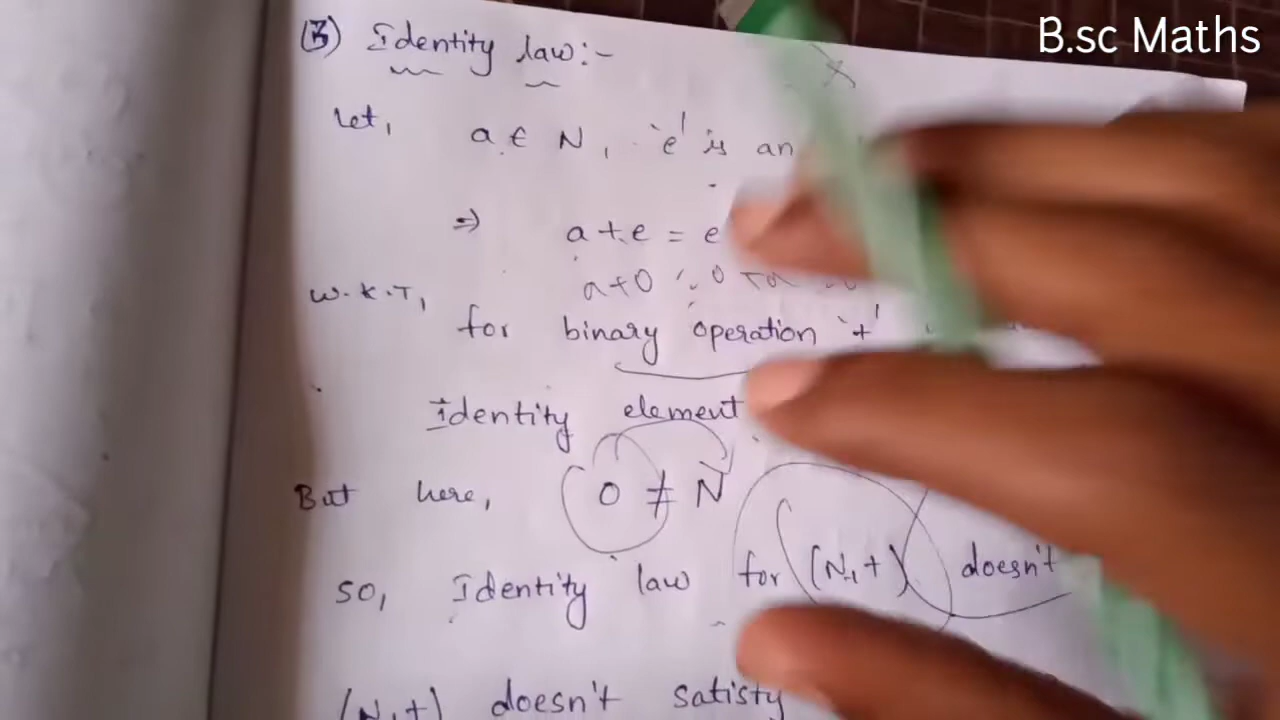 B.sc Maths
(3) Identity law:-
Let, a ∈ N, 'e' is an
⇒ a + e = e
a+0 = 0 +a
W.K.T,
for binary operation '+'
Identity element
But here, 0 ≠ N
so, Identity law for (N,+) doesn't
(N,+) doesn't satisfy